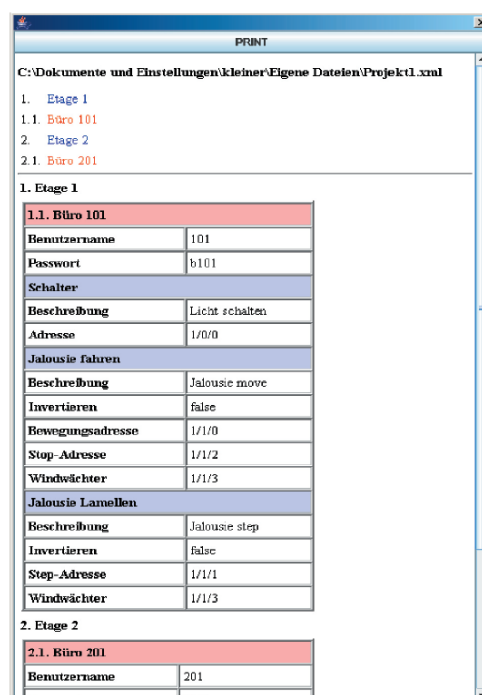 PRINT
C:\Dokumente und Einstellungen\kleiner\Eigene Dateien\Projekt1.xml
1. Etage 1
1.1. Büro 101
2. Etage 2
2.1. Büro 201
1. Etage 1
1.1. Büro 101
Benutzername 101
Passwort b101
Schalter
Beschreibung Licht schalten
Adresse 1/0/0
Jalousie fahren
Beschreibung Jalousie move
Invertieren false
Bewegungsadresse 1/1/0
Stop-Adresse 1/1/2
Windwächter 1/1/3
Jalousie Lamellen
Beschreibung Jalousie step
Invertieren false
Step-Adresse 1/1/1
Windwächter 1/1/3
2. Etage 2
2.1. Büro 201
Benutzername 201